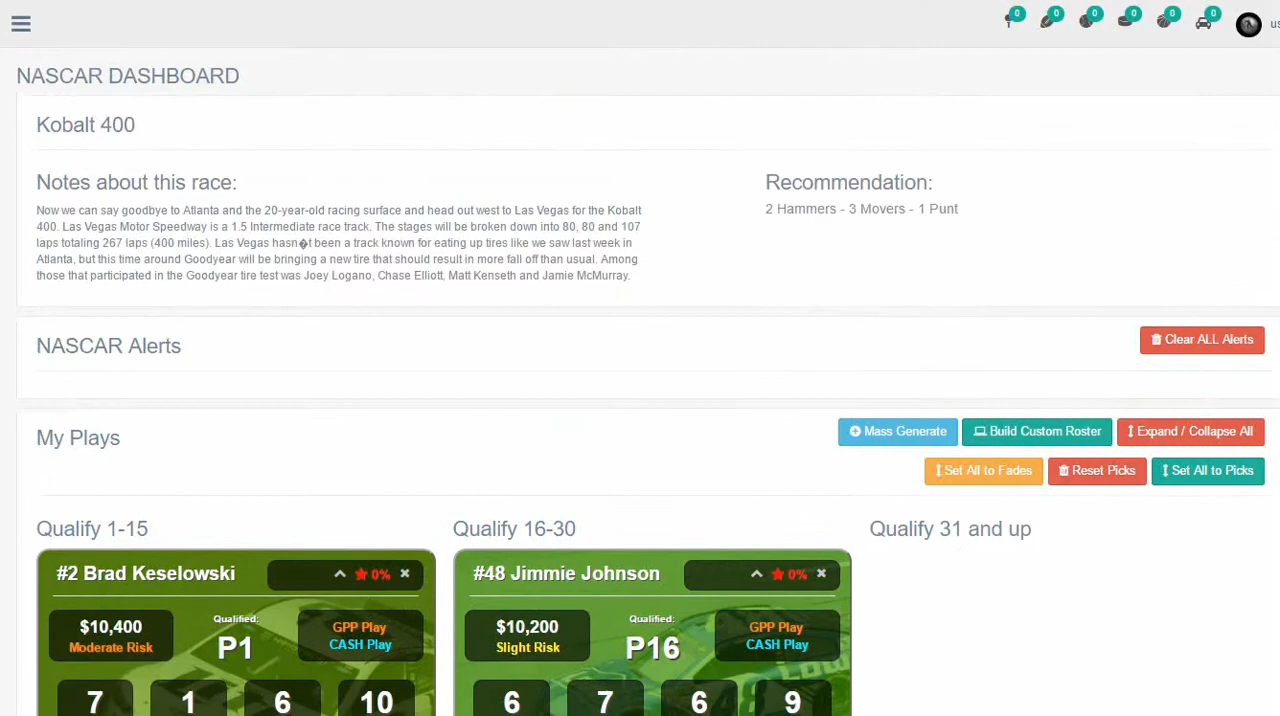 0 0 0 0 0 0 us
NASCAR DASHBOARD
Kobalt 400
Notes about this race:
Now we can say goodbye to Atlanta and the 20-year-old racing surface and head out west to Las Vegas for the Kobalt
400. Las Vegas Motor Speedway is a 1.5 Intermediate race track. The stages will be broken down into 80, 80 and 107
laps totaling 267 laps (400 miles). Las Vegas hasn�t been a track known for eating up tires like we saw last week in
Atlanta, but this time around Goodyear will be bringing a new tire that should result in more fall off than usual. Among
those that participated in the Goodyear tire test was Joey Logano, Chase Elliott, Matt Kenseth and Jamie McMurray.
Recommendation:
2 Hammers - 3 Movers - 1 Punt
NASCAR Alerts
Clear ALL Alerts
My Plays
Mass Generate Build Custom Roster Expand / Collapse All
Set All to Fades Reset Picks Set All to Picks
Qualify 1-15
#2 Brad Keselowski 0%
$10,400
Moderate Risk
Qualified:
P1
GPP Play
CASH Play
7 1 6 10
Qualify 16-30
#48 Jimmie Johnson 0%
$10,200
Slight Risk
Qualified:
P16
GPP Play
CASH Play
6 7 6 9
Qualify 31 and up